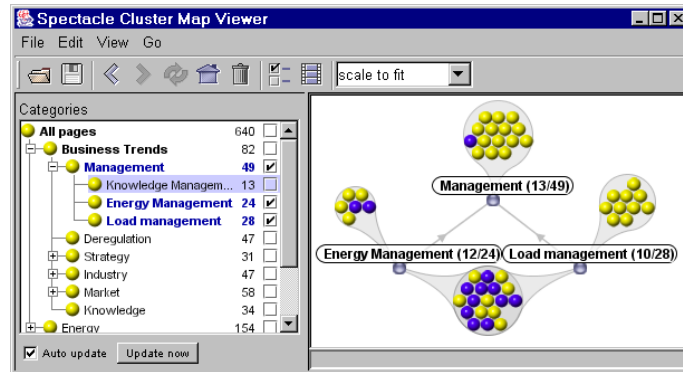 Spectacle Cluster Map Viewer
File Edit View Go
scale to fit
Categories
All pages 640
Business Trends 82
Management 49
Knowledge Managem... 13
Energy Management 24
Load management 28
Deregulation 47
Strategy 31
Industry 47
Market 58
Knowledge 34
Energy 154
Auto update Update now
Management (13/49)
Energy Management (12/24) Load management (10/28)